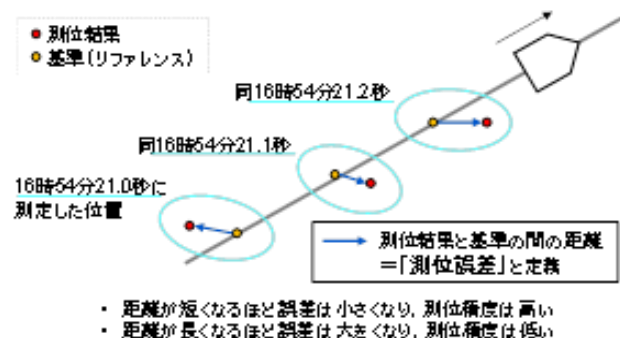 ● 測位結果
● 基準(リファレンス)
同16時54分21.2秒
同16時54分21.1秒
16時54分21.0秒に
測定した位置
測位結果と基準の間の距離
=「測位誤差」と定義
・ 距離が短くなるほど誤差は小さくなり、測位精度は高い
・ 距離が長くなるほど誤差は大きくなり、測位精度は低い